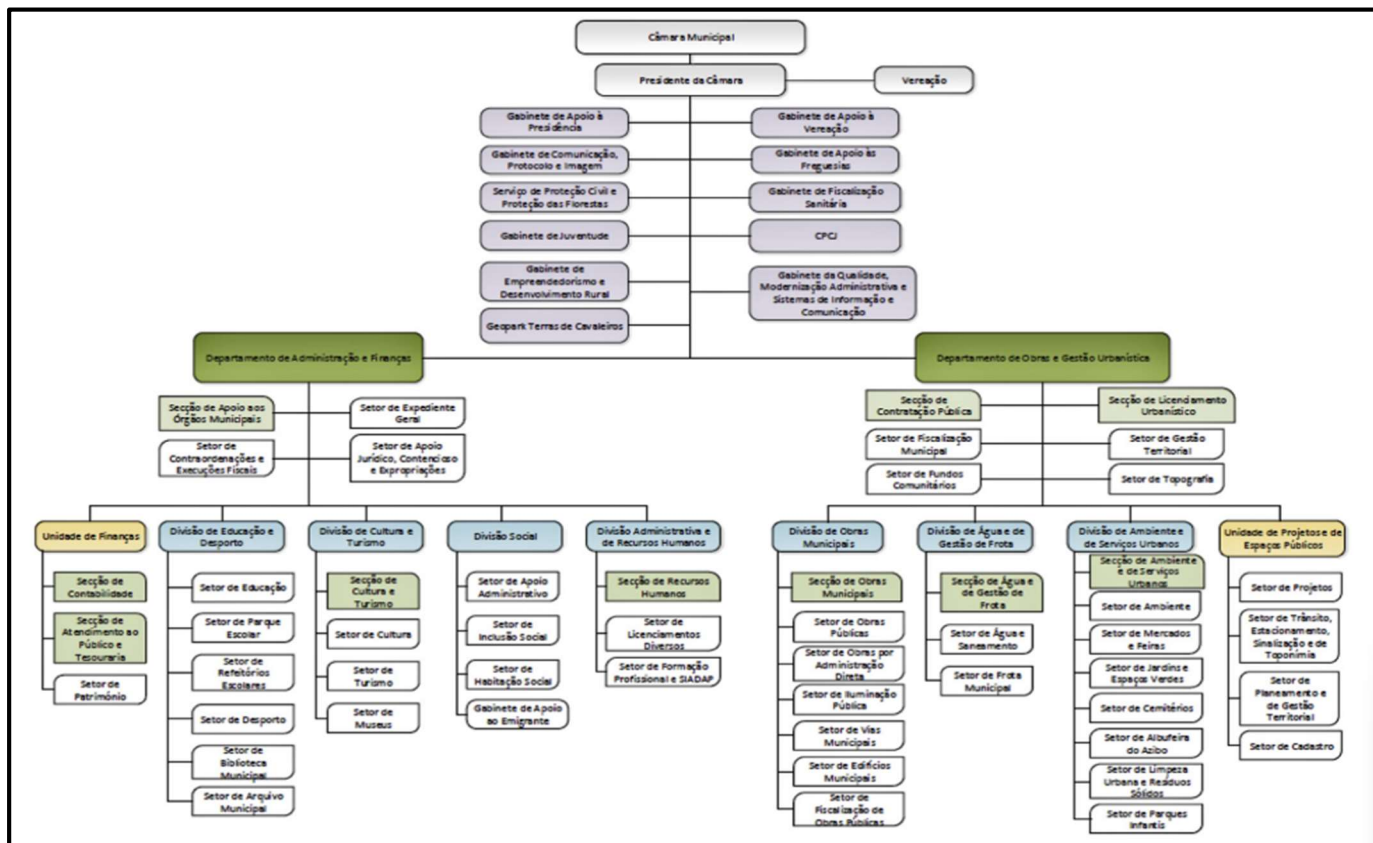 Câmara Municipal
Presidente da Câmara
Vereação
Gabinete de Apoio à
Presidência
Gabinete de Apoio à
Vereação
Gabinete de Comunicação,
Protocolo e Imagem
Gabinete de Apoio às
Freguesias
Serviço de Proteção Civil e
Proteção das Florestas
Gabinete de Fiscalização
Sanitária
Gabinete de Juventude
CPCJ
Gabinete de
Empreendedorismo e
Desenvolvimento Rural
Gabinete da Qualidade,
Modernização Administrativa e
Sistemas de Informação e
Comunicação
Geopark Terras de Cavaleiros
Departamento de Administração e Finanças
Departamento de Obras e Gestão Urbanística
Secção de Apoio aos
Órgãos Municipais
Setor de Expediente
Geral
Setor de
Contraordenações e
Execuções Fiscais
Setor de Apoio
Jurídico, Contencioso
e Expropriações
Secção de
Contratação Pública
Secção de Licenciamento
Urbanístico
Setor de Fiscalização
Municipal
Setor de Gestão
Territorial
Setor de Fundos
Comunitários
Setor de Topografia
Unidade de Finanças
Secção de
Contabilidade
Secção de
Atendimento ao
Público e
Tesouraria
Setor de
Património
Divisão de Educação e
Desporto
Setor de Educação
Setor de Parque
Escolar
Setor de
Refeitórios
Escolares
Setor de Desporto
Setor de
Biblioteca
Municipal
Setor de Arquivo
Municipal
Divisão de Cultura e
Turismo
Secção de
Cultura e
Turismo
Setor de Cultura
Setor de
Turismo
Setor de
Museus
Divisão Social
Setor de Apoio
Administrativo
Setor de
Inclusão Social
Setor de
Habitação Social
Gabinete de Apoio
ao Emigrante
Divisão Administrativa e
de Recursos Humanos
Secção de Recursos
Humanos
Setor de
Licenciamentos
Diversos
Setor de Formação
Profissional e SIADAP
Divisão de Obras
Municipais
Secção de Obras
Municipais
Setor de Obras
Públicas
Setor de Obras por
Administração
Direta
Setor de Iluminação
Pública
Setor de Vias
Municipais
Setor de Edifícios
Municipais
Setor de
Fiscalização de
Obras Públicas
Divisão de Água e de
Gestão de Frota
Secção de Água e
de Gestão de
Frota
Setor de Água e
Saneamento
Setor de Frota
Municipal
Divisão de Ambiente e
de Serviços Urbanos
Secção de Ambiente
e de Serviços
Urbanos
Setor de Ambiente
Setor de Mercados
e Feiras
Setor de Jardins e
Espaços Verdes
Setor de Cemitérios
Setor de Albufeira
do Azibo
Setor de Limpeza
Urbana e Resíduos
Sólidos
Setor de Parques
Infantis
Unidade de Projetos e de
Espaços Públicos
Setor de Projetos
Setor de Trânsito,
Estacionamento,
Sinalização e de
Toponímia
Setor de
Planeamento e
de Gestão
Territorial
Setor de Cadastro